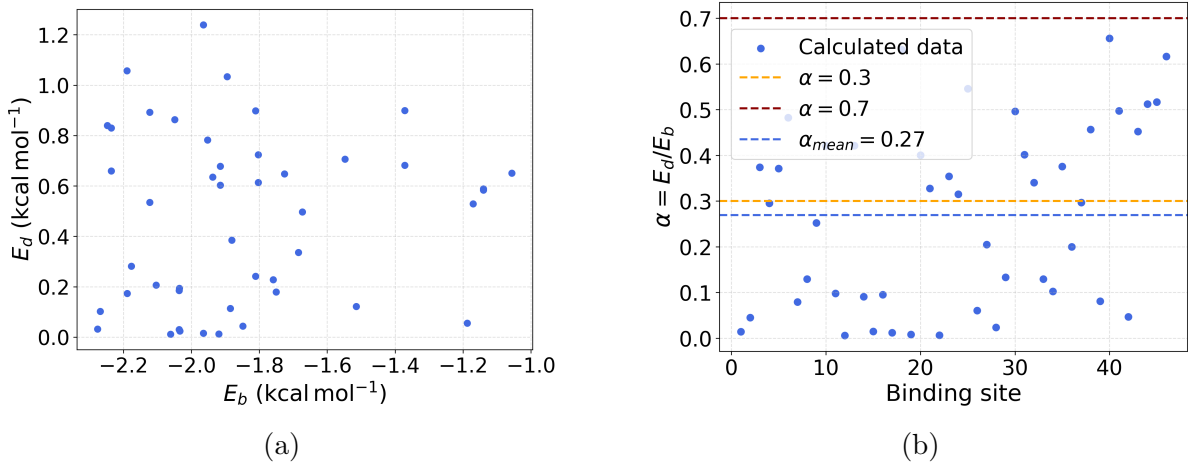 1.2
1.0
0.8
0.6
0.4
0.2
0.0
E_d (kcal mol⁻¹)
−2.2 −2.0 −1.8 −1.6 −1.4 −1.2 −1.0
E_b (kcal mol⁻¹)
(a)
0.7
0.6
0.5
0.4
0.3
0.2
0.1
0.0
α = E_d/E_b
Calculated data
α = 0.3
α = 0.7
α_mean = 0.27
0 10 20 30 40
Binding site
(b)